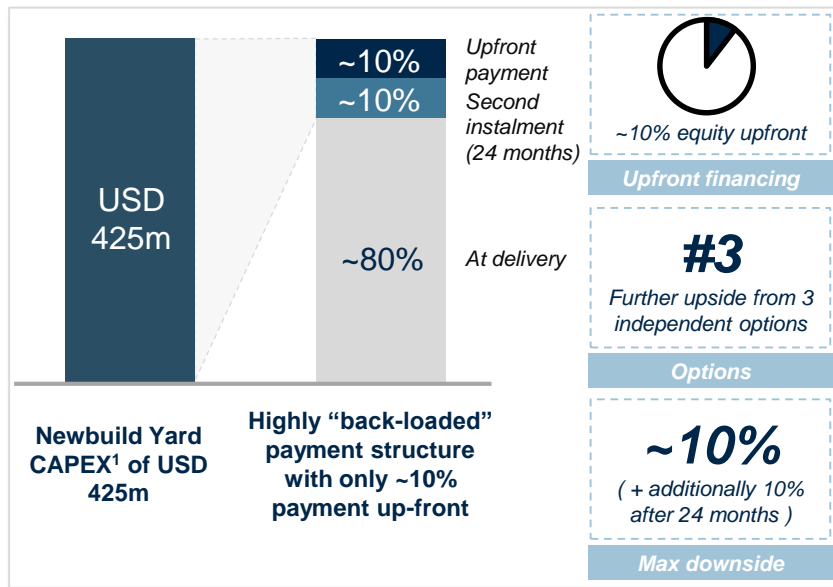 USD
425m
~10%
~10%
~80%
Upfront
payment
Second
instalment
(24 months)
At delivery
Newbuild Yard
CAPEX¹ of USD
425m
Highly “back-loaded”
payment structure
with only ~10%
payment up-front
~10% equity upfront
Upfront financing
#3
Further upside from 3
independent options
Options
~10%
( + additionally 10%
after 24 months )
Max downside